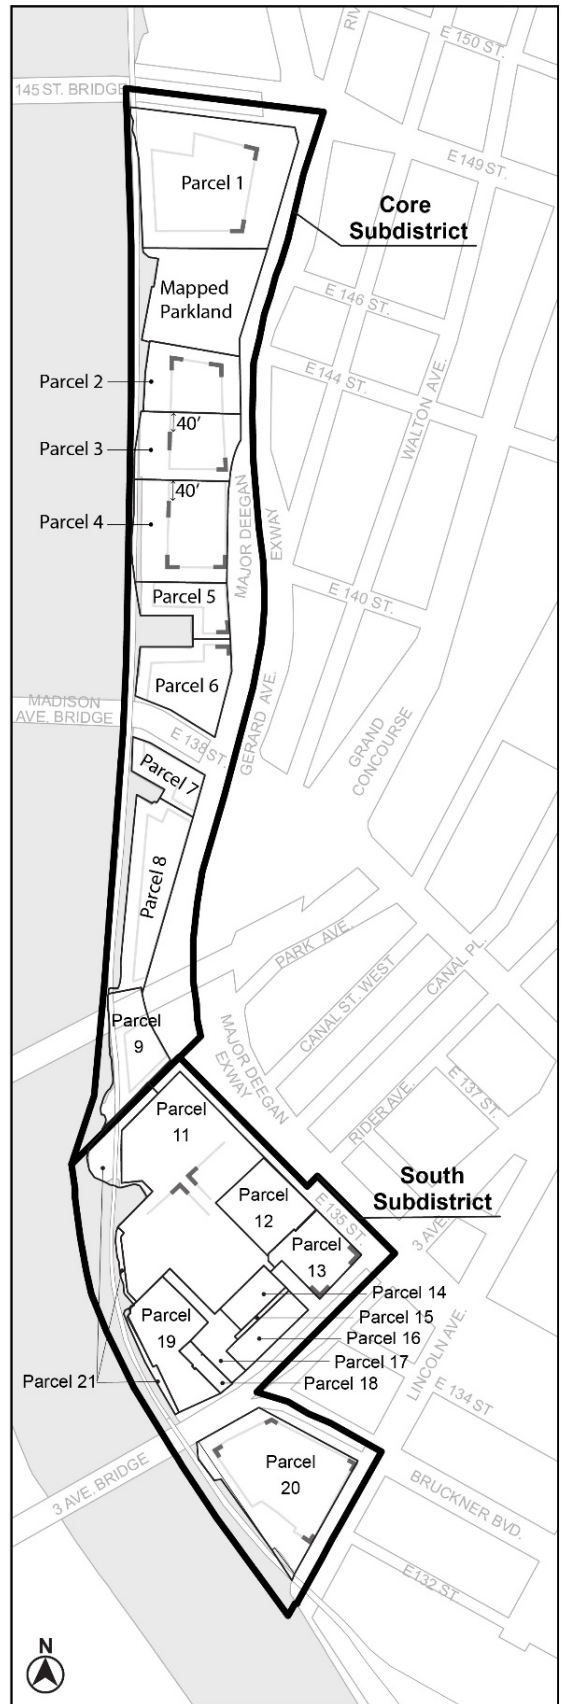 RIV
E 150 ST.
145 ST. BRIDGE
E 149 ST.
Parcel 1
Core
Subdistrict
Mapped
Parkland
E 146 ST.
Parcel 2
E 144 ST.
WALTON AVE.
40'
Parcel 3
40'
Parcel 4
MAJOR DEEGAN
EXWAY
Parcel 5
E 140 ST.
Parcel 6
MADISON
AVE. BRIDGE
E 138 ST
GERARD AVE.
GRAND
CONCOURSE
Parcel 7
Parcel 8
PARK AVE.
CANAL ST. WEST
CANAL PL.
Parcel
9
MAJOR DEEGAN
EXWAY
RIDER AVE.
E 137 ST.
Parcel
11
South
Subdistrict
Parcel
12
E 135 ST.
3 AVE.
Parcel
13
Parcel 14
Parcel 15
Parcel
19
Parcel 16
Parcel 17
Parcel 21
Parcel 18
LINCOLN AVE.
E 134 ST
Parcel
20
3 AVE. BRIDGE
BRUCKNER BVD.
E 132 ST
N